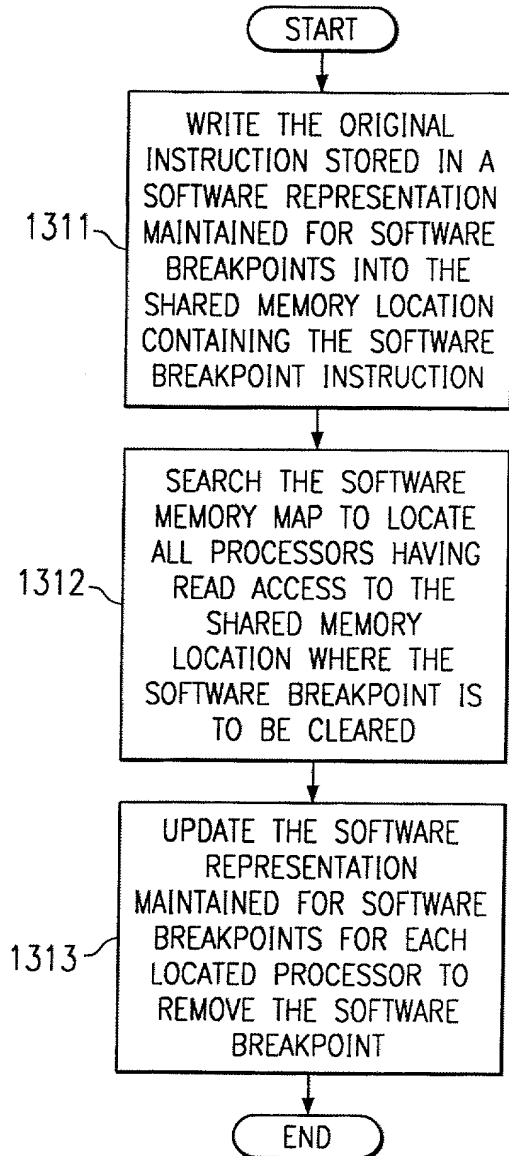 START
WRITE THE ORIGINAL
INSTRUCTION STORED IN A
SOFTWARE REPRESENTATION
MAINTAINED FOR SOFTWARE
BREAKPOINTS INTO THE
SHARED MEMORY LOCATION
CONTAINING THE SOFTWARE
BREAKPOINT INSTRUCTION
1311
SEARCH THE SOFTWARE
MEMORY MAP TO LOCATE
ALL PROCESSORS HAVING
READ ACCESS TO THE
SHARED MEMORY
LOCATION WHERE THE
SOFTWARE BREAKPOINT IS
TO BE CLEARED
1312
UPDATE THE SOFTWARE
REPRESENTATION
MAINTAINED FOR SOFTWARE
BREAKPOINTS FOR EACH
LOCATED PROCESSOR TO
REMOVE THE SOFTWARE
BREAKPOINT
1313
END